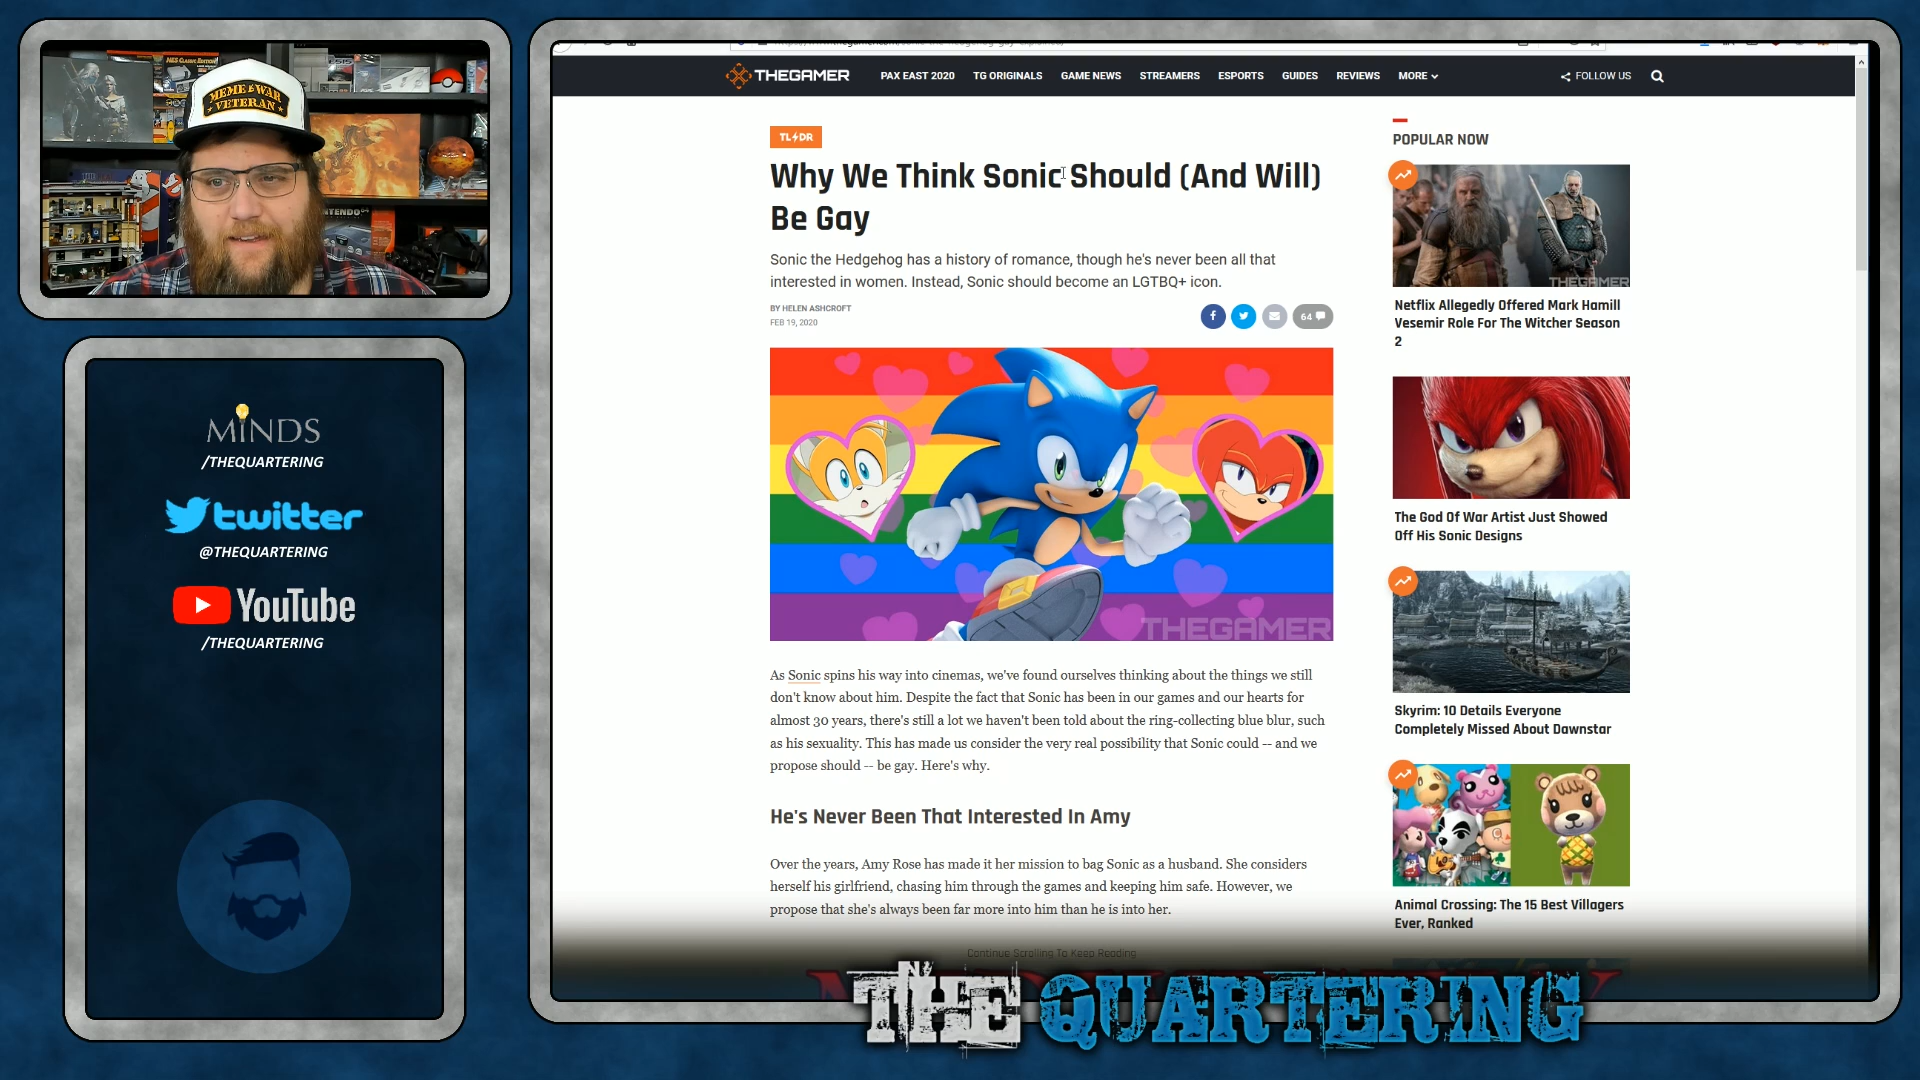 NES CLASSIC EDITION
MEME WAR
VETERAN
NINTENDO
MINDS
/THEQUARTERING
twitter
@THEQUARTERING
YouTube
/THEQUARTERING
THEGAMER
PAX EAST 2020
TG ORIGINALS
GAME NEWS
STREAMERS
ESPORTS
GUIDES
REVIEWS
MORE
FOLLOW US
TL DR
Why We Think Sonic Should (And Will)
Be Gay
Sonic the Hedgehog has a history of romance, though he's never been all that
interested in women. Instead, Sonic should become an LGTBQ+ icon.
BY HELEN ASHCROFT
FEB 19, 2020
64
THEGAMER
As Sonic spins his way into cinemas, we've found ourselves thinking about the things we still
don't know about him. Despite the fact that Sonic has been in our games and our hearts for
almost 30 years, there's still a lot we haven't been told about the ring-collecting blue blur, such
as his sexuality. This has made us consider the very real possibility that Sonic could -- and we
propose should -- be gay. Here's why.
He's Never Been That Interested In Amy
Over the years, Amy Rose has made it her mission to bag Sonic as a husband. She considers
herself his girlfriend, chasing him through the games and keeping him safe. However, we
propose that she's always been far more into him than he is into her.
Continue Scrolling To Keep Reading
POPULAR NOW
THEGAMER
Netflix Allegedly Offered Mark Hamill
Vesemir Role For The Witcher Season
2
The God Of War Artist Just Showed
Off His Sonic Designs
Skyrim: 10 Details Everyone
Completely Missed About Dawnstar
Animal Crossing: The 15 Best Villagers
Ever, Ranked
THE QUARTERING